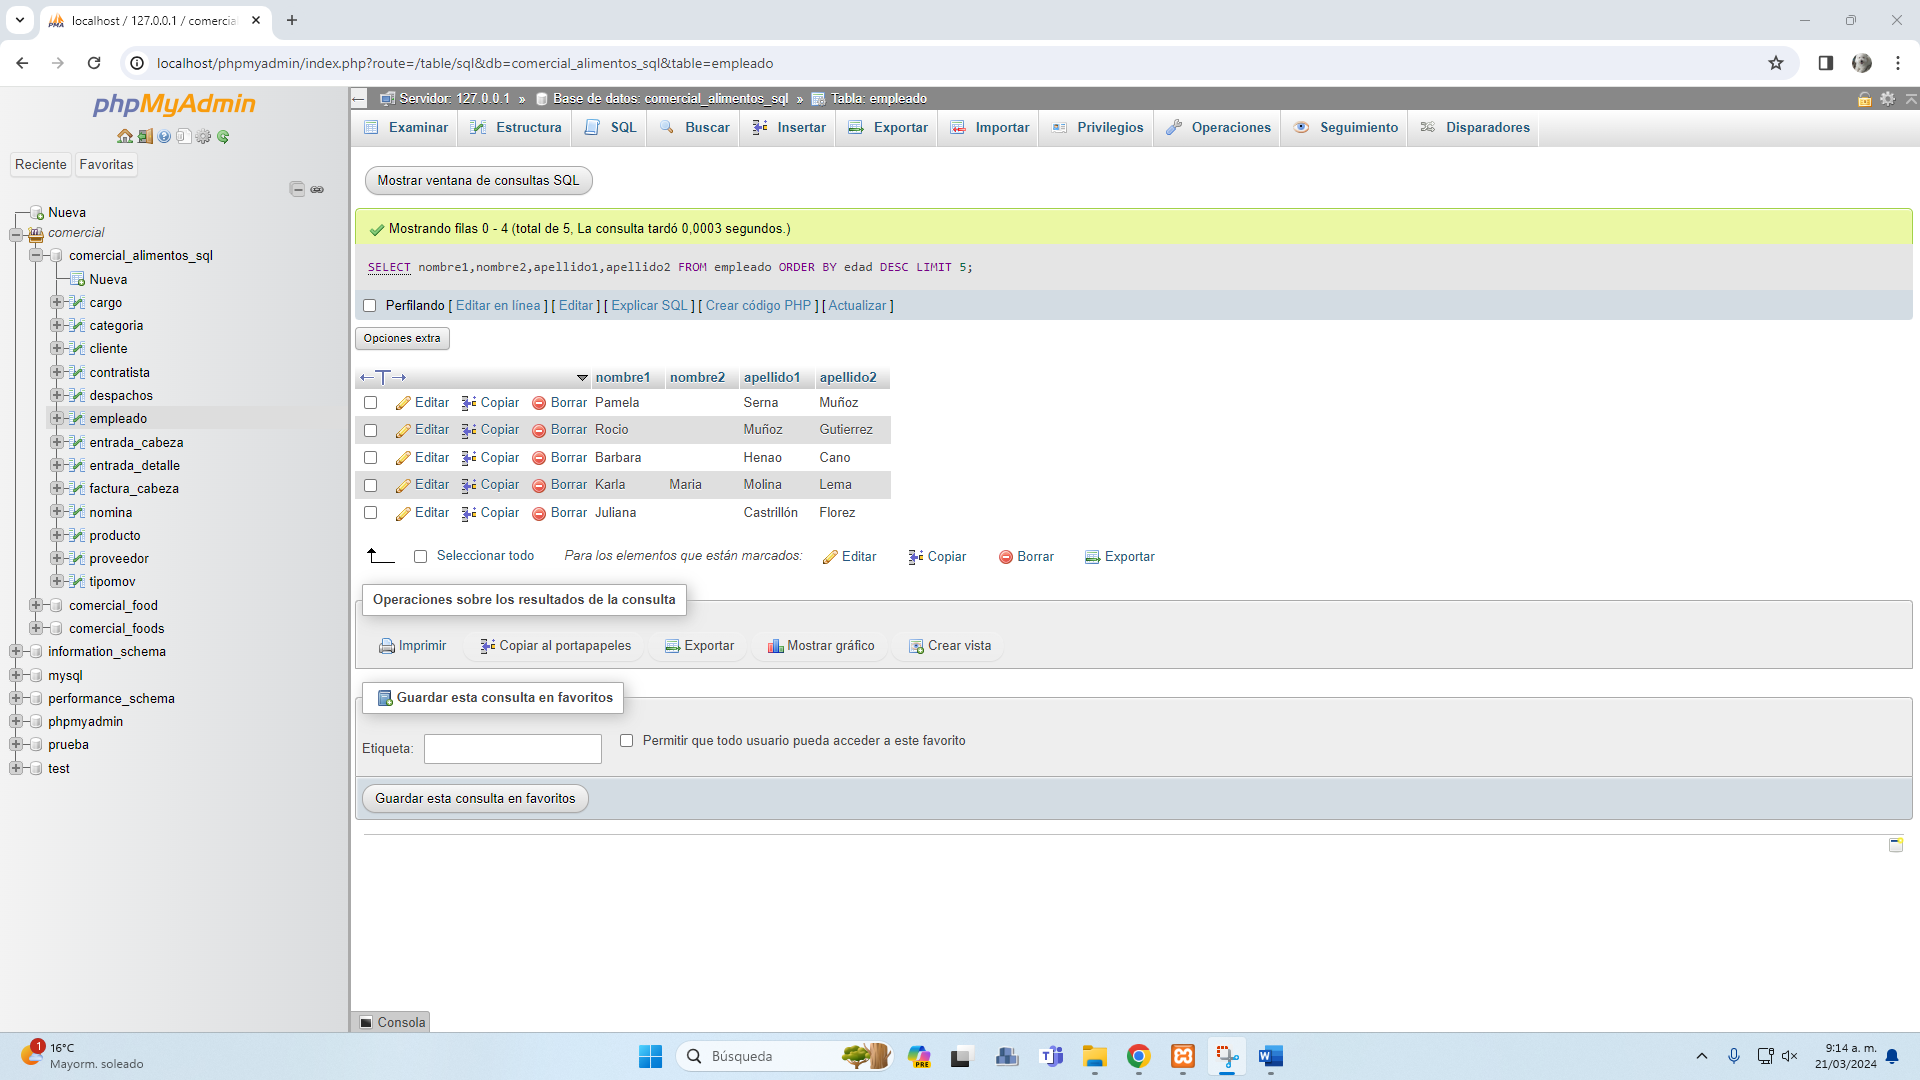 localhost / 127.0.0.1 / comercia
localhost/phpmyadmin/index.php?route=/table/sql&db=comercial_alimentos_sql&table=empleado
phpMyAdmin
Reciente Favoritas
Nueva
comercial
comercial_alimentos_sql
Nueva
cargo
categoria
cliente
contratista
despachos
empleado
entrada_cabeza
entrada_detalle
factura_cabeza
nomina
producto
proveedor
tipomov
comercial_food
comercial_foods
information_schema
mysql
performance_schema
phpmyadmin
prueba
test
Servidor: 127.0.0.1 » Base de datos: comercial_alimentos_sql » Tabla: empleado
Examinar Estructura SQL Buscar Insertar Exportar Importar Privilegios Operaciones Seguimiento Disparadores
Mostrar ventana de consultas SQL
Mostrando filas 0 - 4 (total de 5, La consulta tardó 0,0003 segundos.)
SELECT nombre1,nombre2,apellido1,apellido2 FROM empleado ORDER BY edad DESC LIMIT 5;
Perfilando [ Editar en línea ] [ Editar ] [ Explicar SQL ] [ Crear código PHP ] [ Actualizar ]
Opciones extra
nombre1 nombre2 apellido1 apellido2
Editar Copiar Borrar Pamela Serna Muñoz
Editar Copiar Borrar Rocio Muñoz Gutierrez
Editar Copiar Borrar Barbara Henao Cano
Editar Copiar Borrar Karla Maria Molina Lema
Editar Copiar Borrar Juliana Castrillón Florez
Seleccionar todo Para los elementos que están marcados: Editar Copiar Borrar Exportar
Operaciones sobre los resultados de la consulta
Imprimir Copiar al portapapeles Exportar Mostrar gráfico Crear vista
Guardar esta consulta en favoritos
Etiqueta: Permitir que todo usuario pueda acceder a este favorito
Guardar esta consulta en favoritos
Consola
1
16°C
Mayorm. soleado
Búsqueda
PRE
9:14 a. m.
21/03/2024